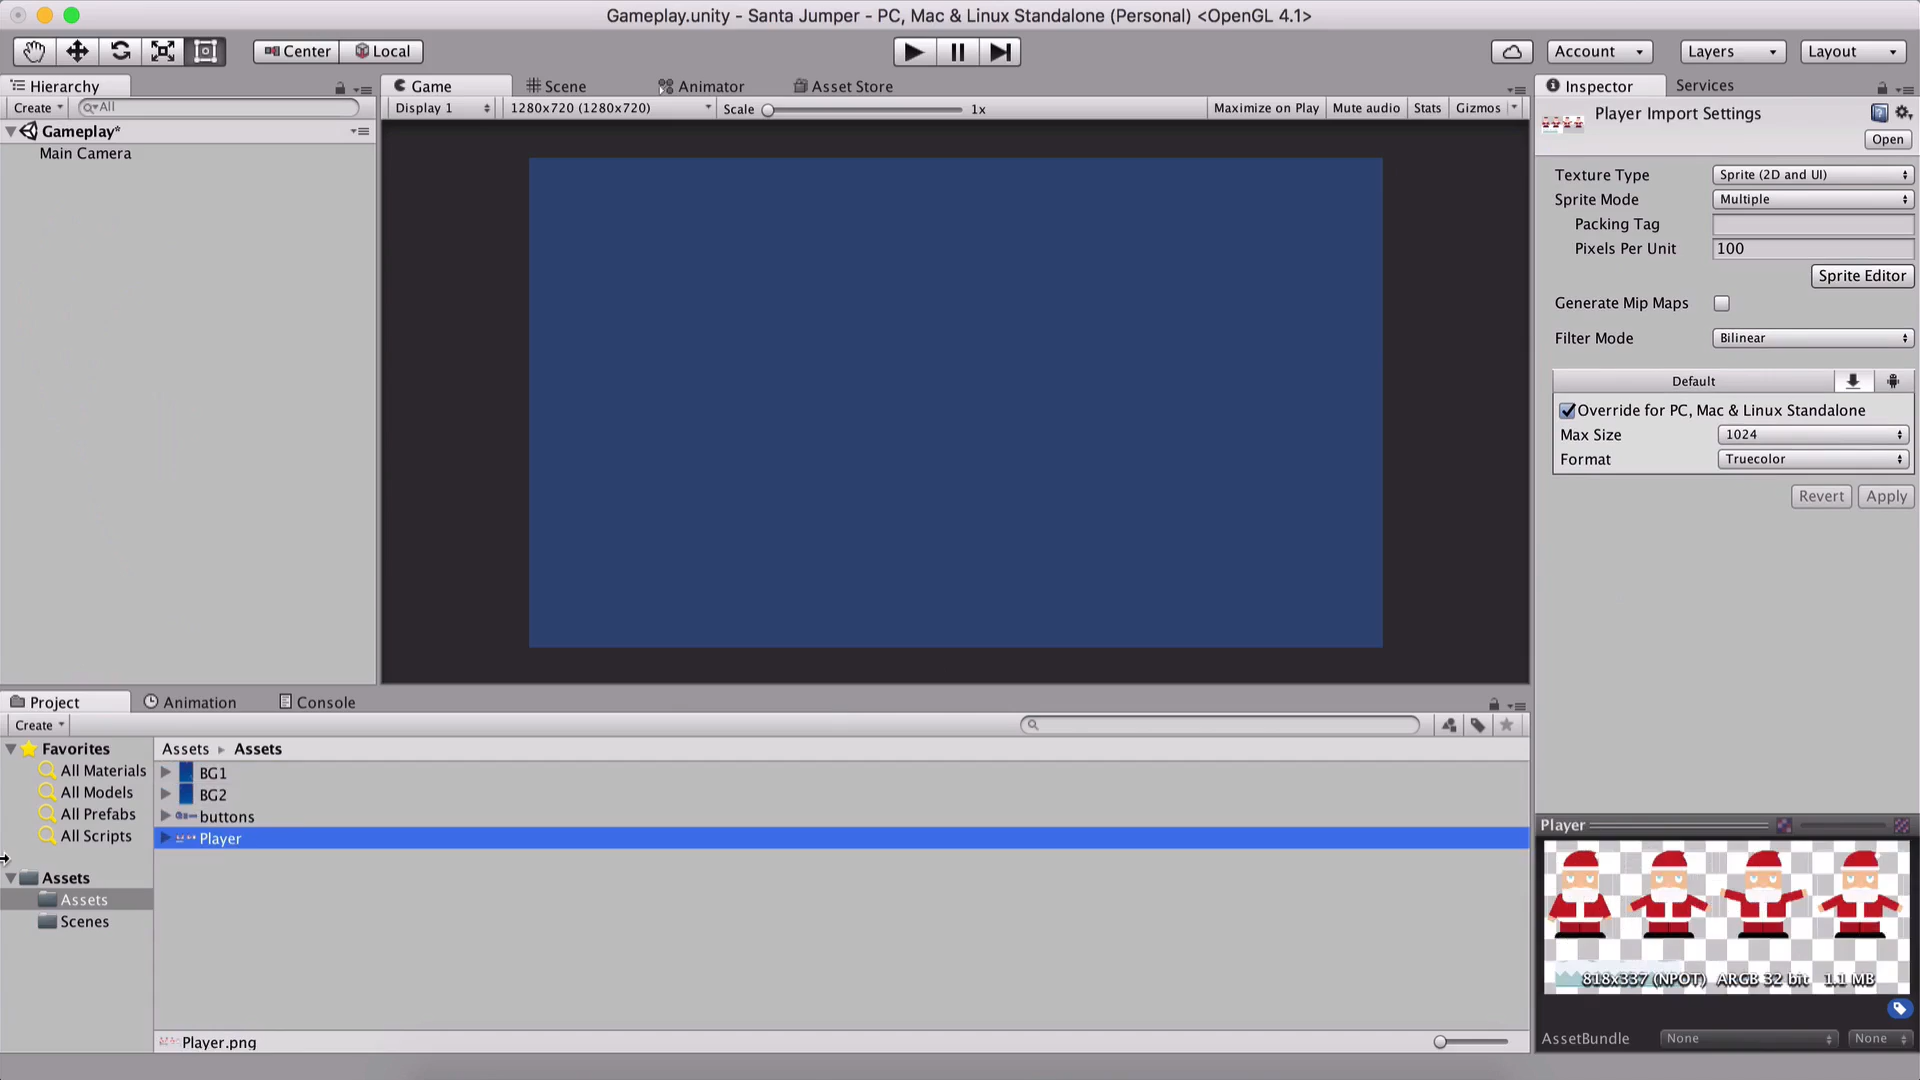 Gameplay.unity - Santa Jumper - PC, Mac & Linux Standalone (Personal) <OpenGL 4.1>
Center Local Account Layers Layout
Hierarchy
Create All
Gameplay*
Main Camera
Game Scene Animator Asset Store
Display 1 1280x720 (1280x720) Scale 1x Maximize on Play Mute audio Stats Gizmos
Inspector Services
Player Import Settings
Open
Texture Type Sprite (2D and UI)
Sprite Mode Multiple
Packing Tag
Pixels Per Unit 100
Sprite Editor
Generate Mip Maps
Filter Mode Bilinear
Default
Override for PC, Mac & Linux Standalone
Max Size 1024
Format Truecolor
Revert Apply
Project Animation Console
Create
Favorites
All Materials
All Models
All Prefabs
All Scripts
Assets
Assets
Scenes
Assets Assets
BG1
BG2
buttons
Player
Player.png
Player
818x337 (NPOT) ARGB 32 bit 1.1 MB
AssetBundle None None